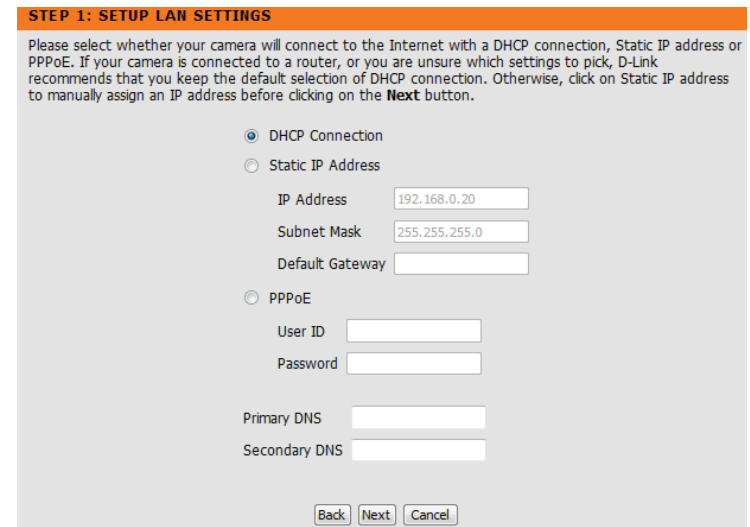 STEP 1: SETUP LAN SETTINGS
Please select whether your camera will connect to the Internet with a DHCP connection, Static IP address or
PPPoE. If your camera is connected to a router, or you are unsure which settings to pick, D-Link
recommends that you keep the default selection of DHCP connection. Otherwise, click on Static IP address
to manually assign an IP address before clicking on the Next button.
DHCP Connection
Static IP Address
IP Address 192.168.0.20
Subnet Mask 255.255.255.0
Default Gateway
PPPoE
User ID
Password
Primary DNS
Secondary DNS
Back Next Cancel